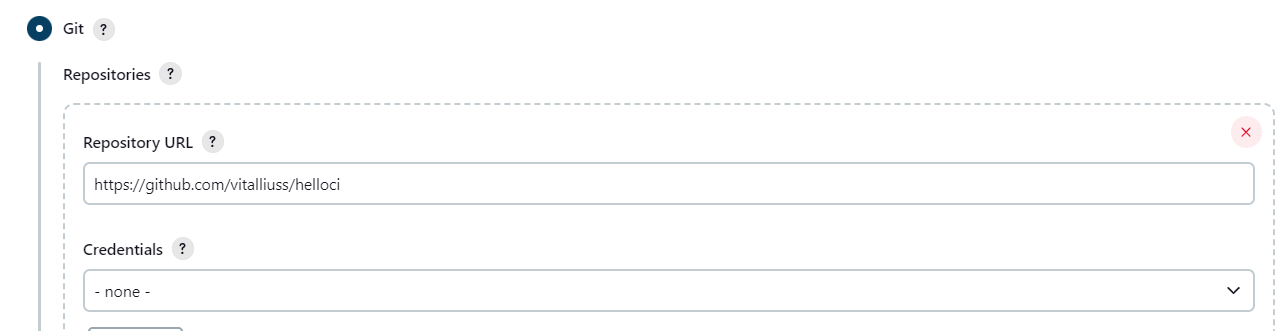 Git ?
Repositories ?
Repository URL ?
https://github.com/vitalliuss/helloci
Credentials ?
- none -